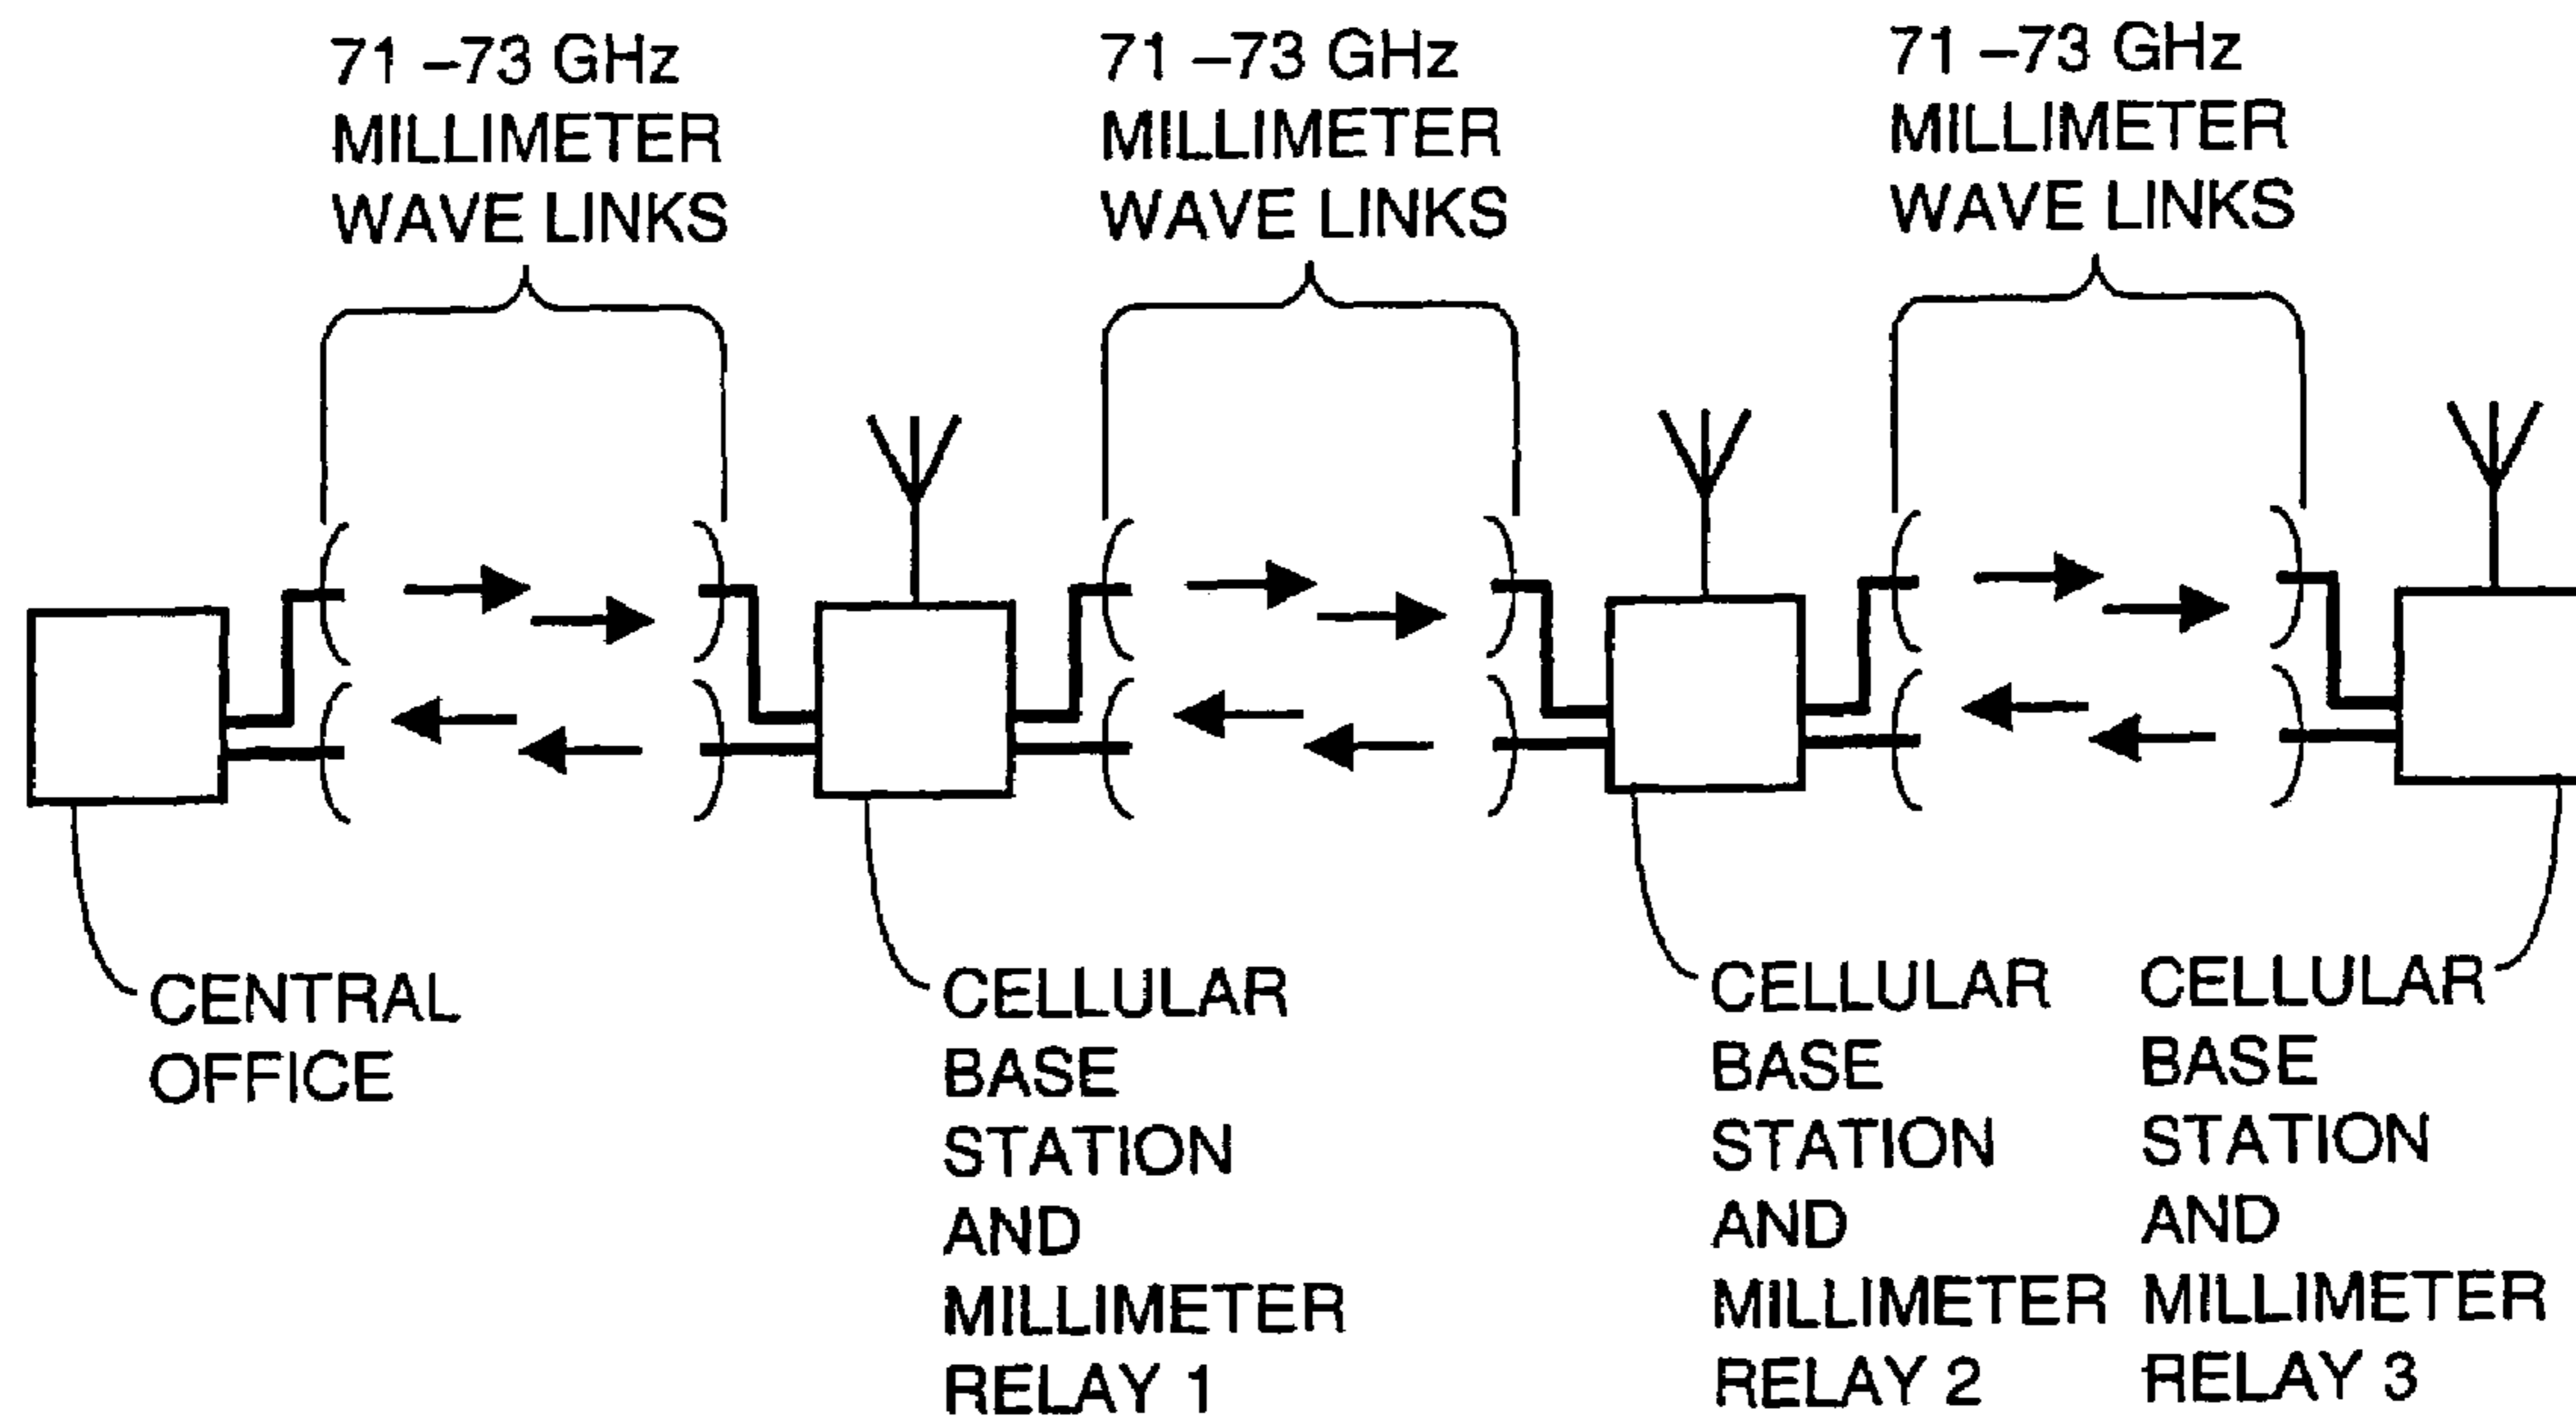 71 –73 GHz
MILLIMETER
WAVE LINKS
71 –73 GHz
MILLIMETER
WAVE LINKS
71 –73 GHz
MILLIMETER
WAVE LINKS
CENTRAL
OFFICE
CELLULAR
BASE
STATION
AND
MILLIMETER
RELAY 1
CELLULAR
BASE
STATION
AND
MILLIMETER
RELAY 2
CELLULAR
BASE
STATION
AND
MILLIMETER
RELAY 3